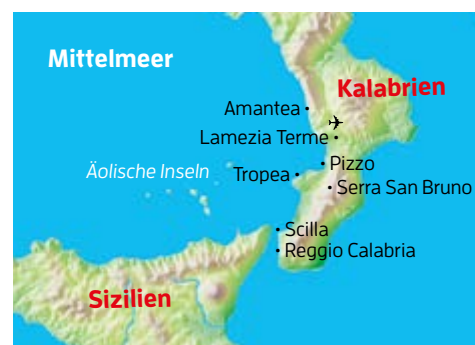 Mittelmeer
Kalabrien
Amantea
Lamezia Terme
Pizzo
Äolische Inseln
Tropea
Serra San Bruno
Scilla
Reggio Calabria
Sizilien